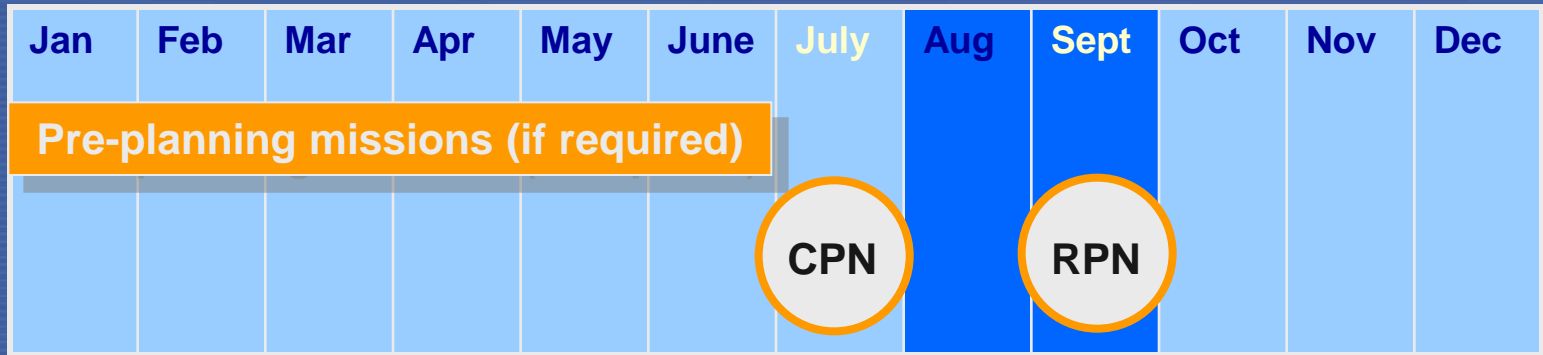 Jan Feb Mar Apr May June July Aug Sept Oct Nov Dec
Pre-planning missions (if required)
CPN RPN